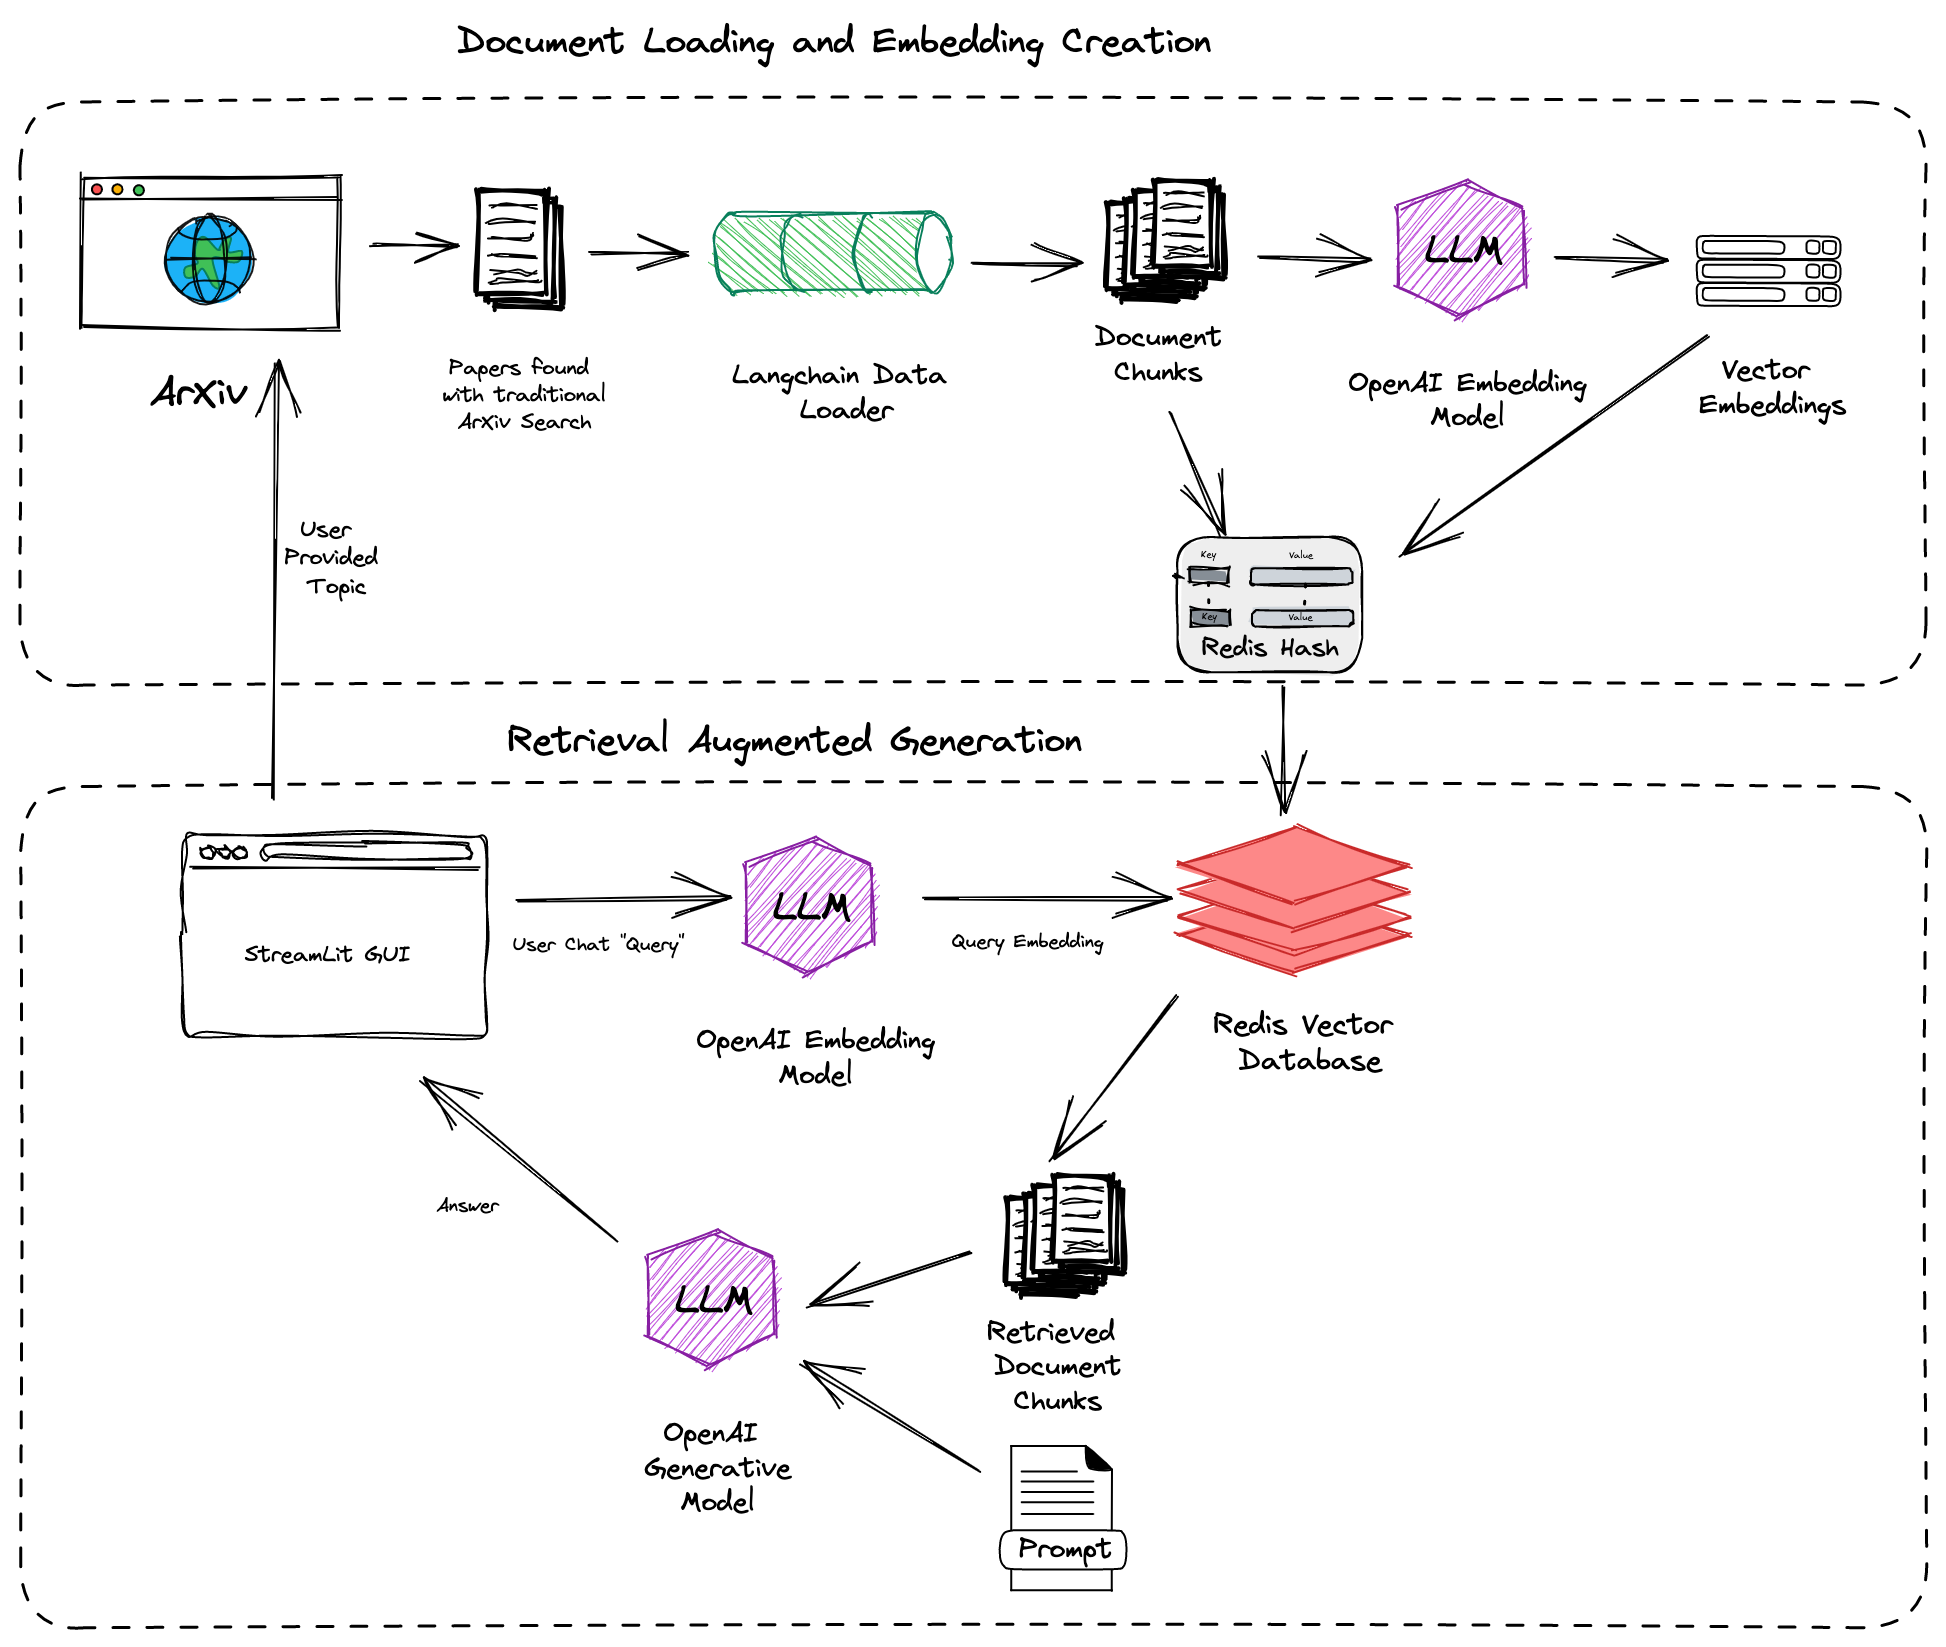 Document Loading and Embedding Creation
ArXiv
Papers found
with traditional
ArXiv Search
Langchain Data
Loader
Document
Chunks
LLM
OpenAI Embedding
Model
Vector
Embeddings
User
Provided
Topic
Key
Value
Key
Value
Redis Hash
Retrieval Augmented Generation
StreamLit GUI
User Chat "Query"
LLM
OpenAI Embedding
Model
Query Embedding
Redis Vector
Database
Answer
LLM
OpenAI
Generative
Model
Retrieved
Document
Chunks
Prompt